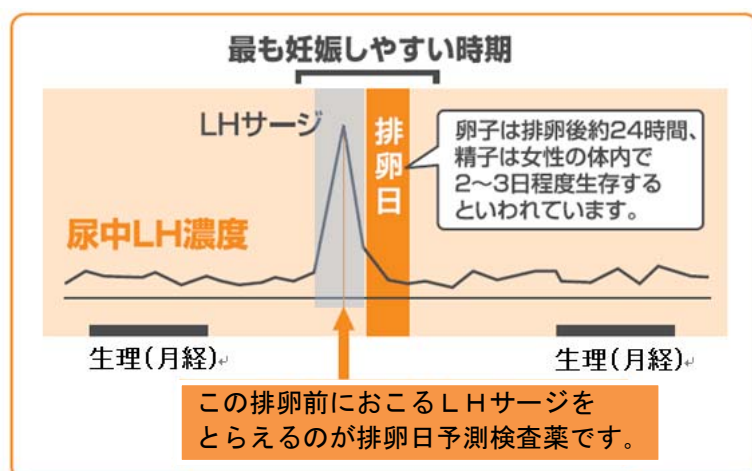 最も妊娠しやすい時期
LHサージ
排卵日
卵子は排卵後約24時間、
精子は女性の体内で
2〜3日程度生存する
といわれています。
尿中LH濃度
生理(月経)↵
生理(月経)↵
この排卵前におこるＬＨサージを
とらえるのが排卵日予測検査薬です。